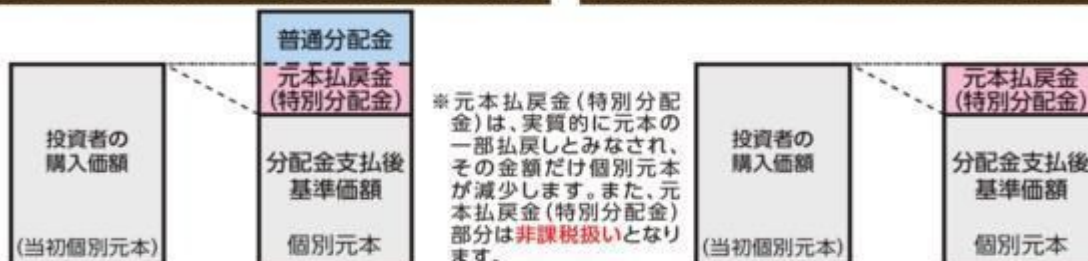 普通分配金
元本払戻金
(特別分配金)
投資者の
購入価額
(当初個別元本)
分配金支払後
基準価額
個別元本
※元本払戻金(特別分配
金)は、実質的に元本の
一部払戻しとみなされ、
その金額だけ個別元本
が減少します。また、元
本払戻金(特別分配金)
部分は非課税扱いとなり
ます。
投資者の
購入価額
(当初個別元本)
元本払戻金
(特別分配金)
分配金支払後
基準価額
個別元本